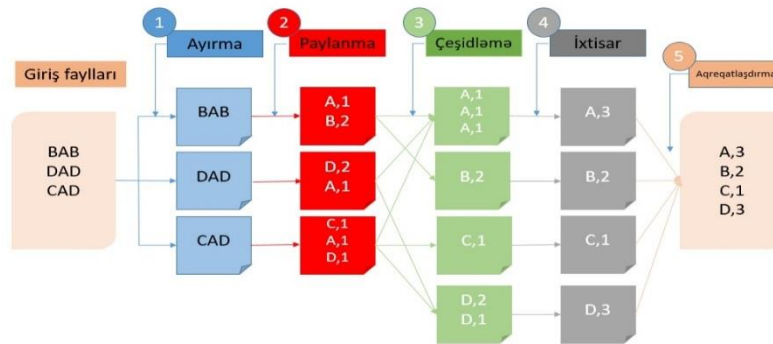 1
Ayırma
2
Paylanma
3
Çeşidləmə
4
İxtisar
5
Aqreqatlaşdırma
Giriş faylları
BAB
DAD
CAD
BAB
DAD
CAD
A,1
B,2
D,2
A,1
C,1
A,1
D,1
A,1
A,1
A,1
B,2
C,1
D,2
D,1
A,3
B,2
C,1
D,3
A,3
B,2
C,1
D,3